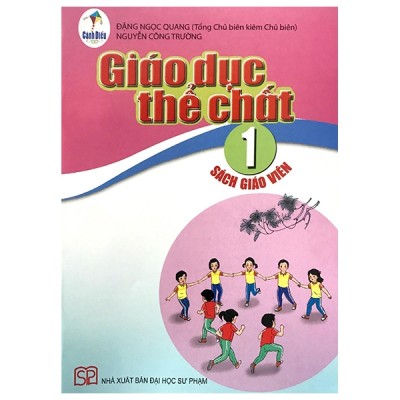 Cánh Diều
ĐẶNG NGỌC QUANG (Tổng Chủ biên kiêm Chủ biên)
NGUYỄN CÔNG TRƯỜNG
Giáo dục
thể chất
1
SÁCH GIÁO VIÊN
SP
NHÀ XUẤT BẢN ĐẠI HỌC SƯ PHẠM